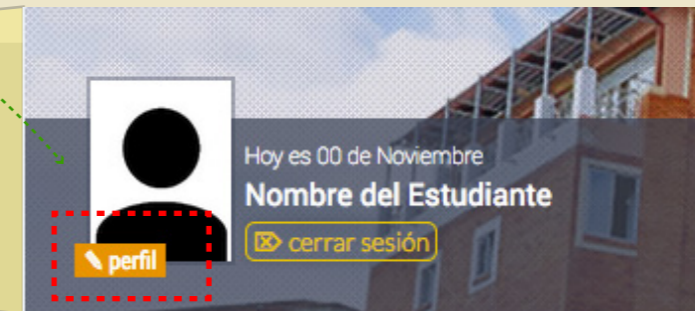 Hoy es 00 de Noviembre
Nombre del Estudiante
cerrar sesión
perfil